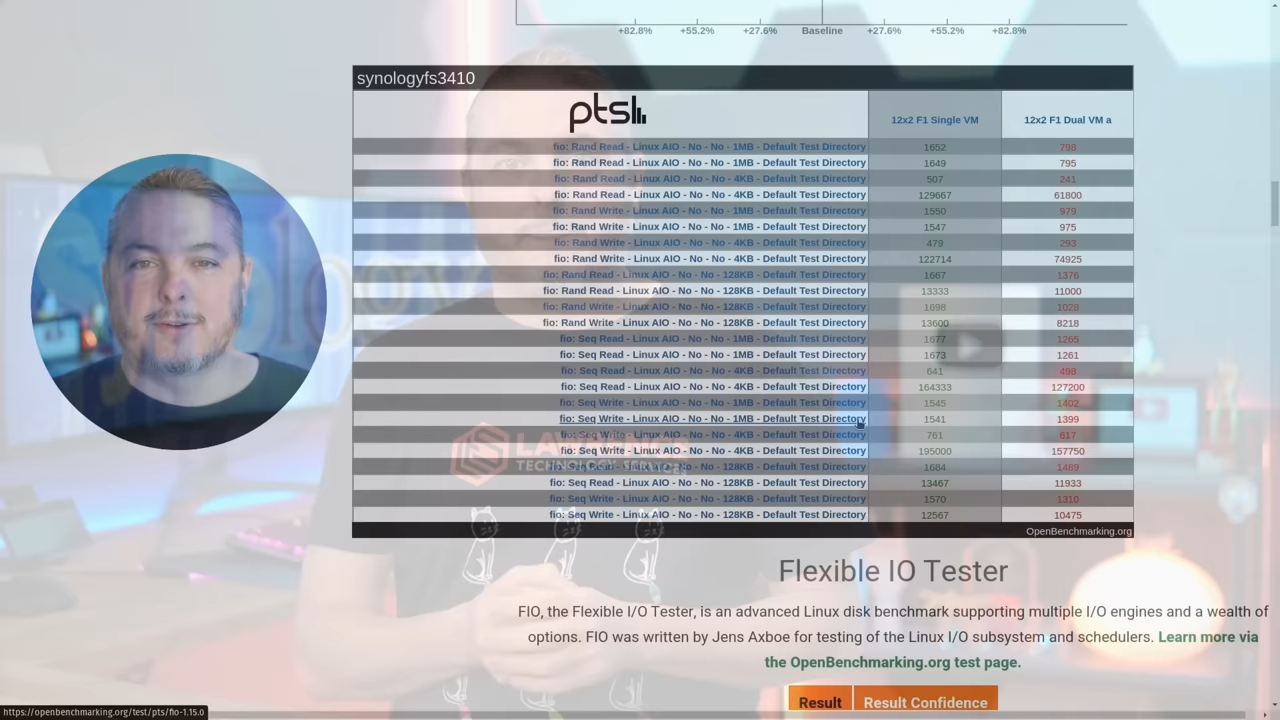 +82.8% +55.2% +27.6% Baseline +27.6% +55.2% +82.8%
synologyfs3410
pts
12x2 F1 Single VM 12x2 F1 Dual VM a
fio: Rand Read - Linux AIO - No - No - 1MB - Default Test Directory 1652 798
fio: Rand Read - Linux AIO - No - No - 1MB - Default Test Directory 1649 795
fio: Rand Read - Linux AIO - No - No - 4KB - Default Test Directory 507 241
fio: Rand Read - Linux AIO - No - No - 4KB - Default Test Directory 129667 61800
fio: Rand Write - Linux AIO - No - No - 1MB - Default Test Directory 1550 979
fio: Rand Write - Linux AIO - No - No - 1MB - Default Test Directory 1547 975
fio: Rand Write - Linux AIO - No - No - 4KB - Default Test Directory 479 293
fio: Rand Write - Linux AIO - No - No - 4KB - Default Test Directory 122714 74925
fio: Rand Read - Linux AIO - No - No - 128KB - Default Test Directory 1667 1376
fio: Rand Read - Linux AIO - No - No - 128KB - Default Test Directory 13333 11000
fio: Rand Write - Linux AIO - No - No - 128KB - Default Test Directory 1698 1028
fio: Rand Write - Linux AIO - No - No - 128KB - Default Test Directory 13600 8218
fio: Seq Read - Linux AIO - No - No - 1MB - Default Test Directory 1677 1265
fio: Seq Read - Linux AIO - No - No - 1MB - Default Test Directory 1673 1261
fio: Seq Read - Linux AIO - No - No - 4KB - Default Test Directory 641 498
fio: Seq Read - Linux AIO - No - No - 4KB - Default Test Directory 164333 127200
fio: Seq Write - Linux AIO - No - No - 1MB - Default Test Directory 1545 1402
fio: Seq Write - Linux AIO - No - No - 1MB - Default Test Directory 1541 1399
fio: Seq Write - Linux AIO - No - No - 4KB - Default Test Directory 761 617
fio: Seq Write - Linux AIO - No - No - 4KB - Default Test Directory 195000 157750
fio: Seq Read - Linux AIO - No - No - 128KB - Default Test Directory 1684 1489
fio: Seq Read - Linux AIO - No - No - 128KB - Default Test Directory 13467 11933
fio: Seq Write - Linux AIO - No - No - 128KB - Default Test Directory 1570 1310
fio: Seq Write - Linux AIO - No - No - 128KB - Default Test Directory 12567 10475
LAWRENCE
TECHNOLOGY SERVICES
OpenBenchmarking.org
Flexible IO Tester
FIO, the Flexible I/O Tester, is an advanced Linux disk benchmark supporting multiple I/O engines and a wealth of
options. FIO was written by Jens Axboe for testing of the Linux I/O subsystem and schedulers. Learn more via
the OpenBenchmarking.org test page.
Result Result Confidence
https://openbenchmarking.org/test/pts/fio-1.15.0